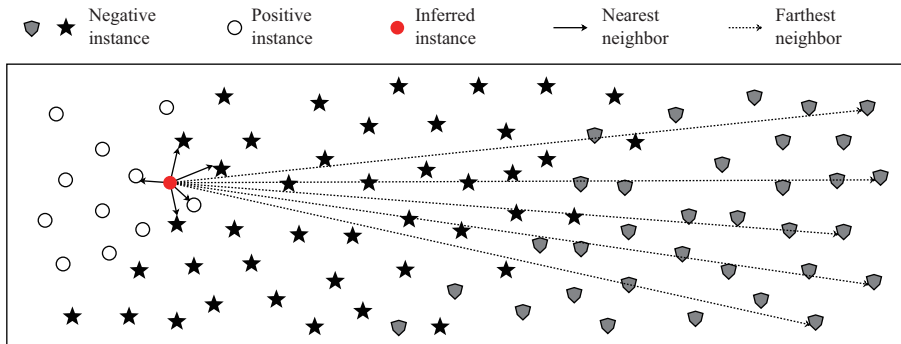 Negative instance
Positive instance
Inferred instance
Nearest neighbor
Farthest neighbor